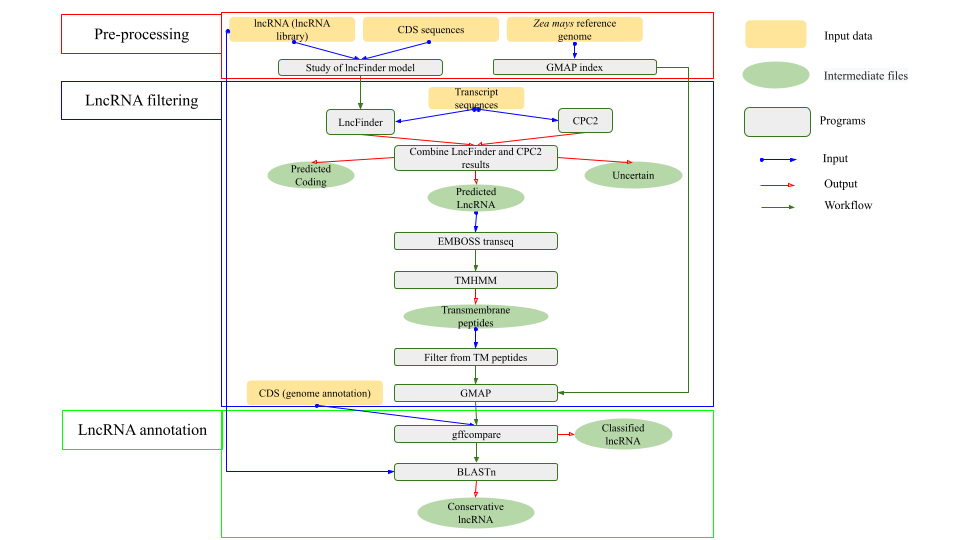 Pre-processing
lncRNA (lncRNA
library)
CDS sequences
Zea mays reference
genome
Study of lncFinder model
GMAP index
LncRNA filtering
Transcript
sequences
LncFinder
CPC2
Combine LncFinder and CPC2
results
Predicted
Coding
Uncertain
Predicted
LncRNA
EMBOSS transeq
TMHMM
Transmembrane
peptides
Filter from TM peptides
CDS (genome annotation)
GMAP
LncRNA annotation
gffcompare
Classified
lncRNA
BLASTn
Conservative
lncRNA
Input data
Intermediate files
Programs
Input
Output
Workflow